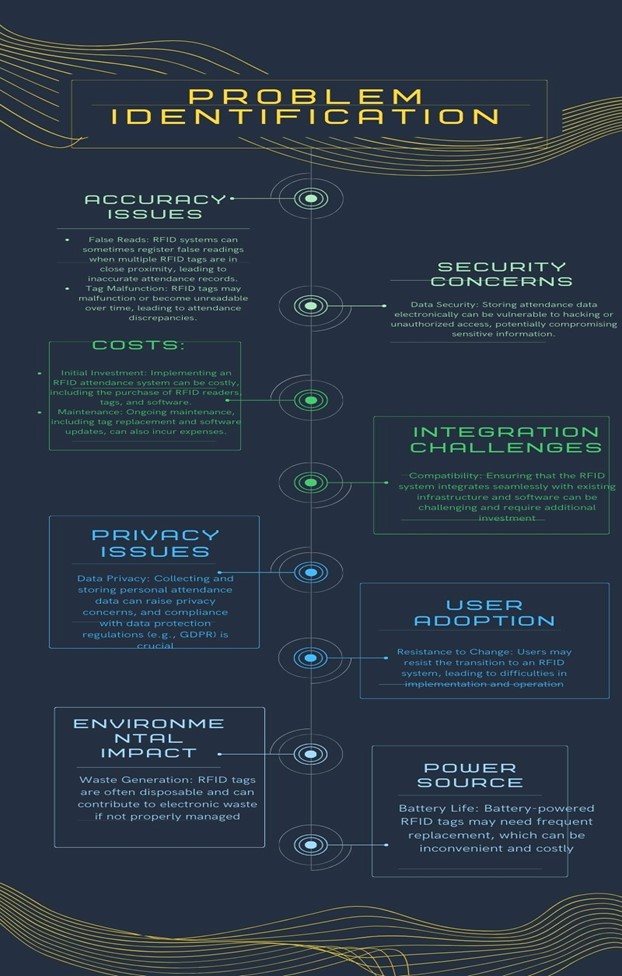 PROBLEM
IDENTIFICATION
ACCURACY
ISSUES
• False Reads: RFID systems can
sometimes register false readings
when multiple RFID tags are in
close proximity, leading to
inaccurate attendance records.
• Tag Malfunction: RFID tags may
malfunction or become unreadable
over time, leading to attendance
discrepancies.
SECURITY
CONCERNS
Data Security: Storing attendance data
electronically can be vulnerable to hacking or
unauthorized access, potentially compromising
sensitive information.
COSTS:
• Initial Investment: Implementing an
RFID attendance system can be costly,
including the purchase of RFID readers,
tags, and software.
• Maintenance: Ongoing maintenance,
including tag replacement and software
updates, can also incur expenses.
INTEGRATION
CHALLENGES
Compatibility: Ensuring that the RFID
system integrates seamlessly with existing
infrastructure and software can be
challenging and require additional
investment
PRIVACY
ISSUES
Data Privacy: Collecting and
storing personal attendance
data can raise privacy
concerns, and compliance
with data protection
regulations (e.g., GDPR) is
crucial
USER
ADOPTION
Resistance to Change: Users may
resist the transition to an RFID
system, leading to difficulties in
implementation and operation
ENVIRONME
NTAL
IMPACT
Waste Generation: RFID tags
are often disposable and can
contribute to electronic waste
if not properly managed
POWER
SOURCE
Battery Life: Battery-powered
RFID tags may need frequent
replacement, which can be
inconvenient and costly